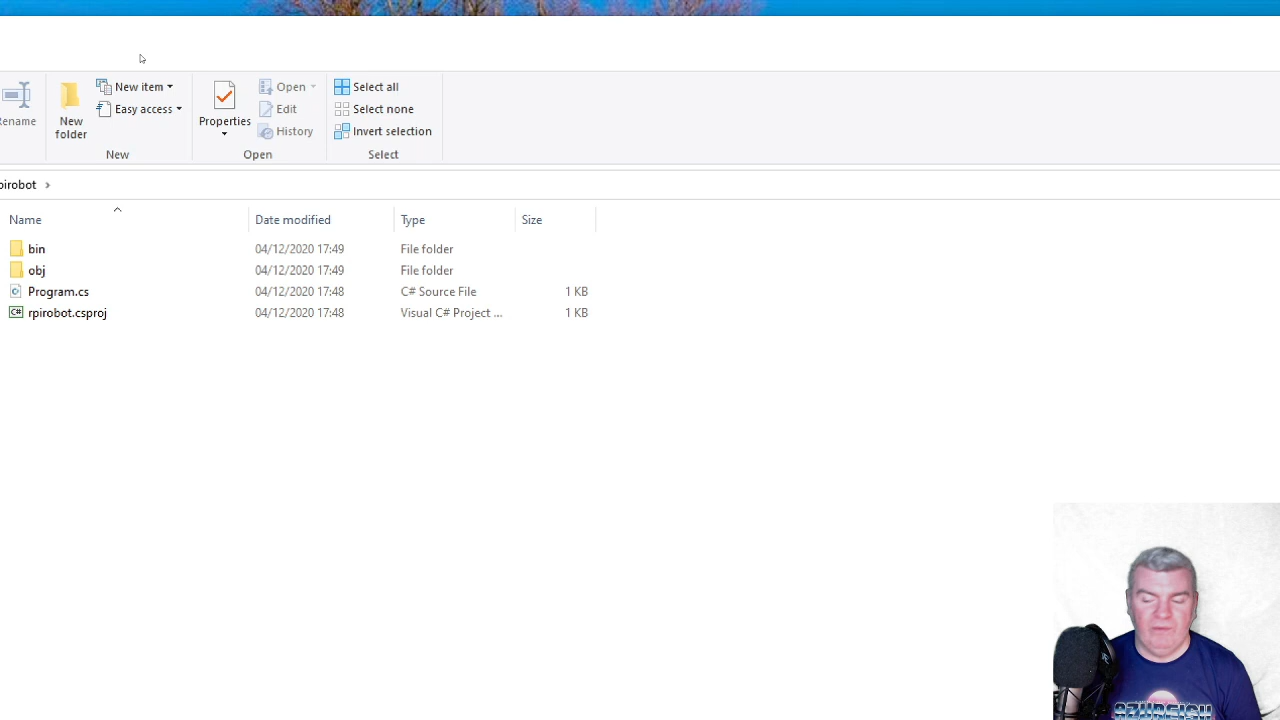 New item
Open
Select all
Rename
New folder
Easy access
Properties
Edit
Select none
History
Invert selection
New
Open
Select
pirobot
Name
Date modified
Type
Size
bin
04/12/2020 17:49
File folder
obj
04/12/2020 17:49
File folder
Program.cs
04/12/2020 17:48
C# Source File
1 KB
C#
rpirobot.csproj
04/12/2020 17:48
Visual C# Project ...
1 KB